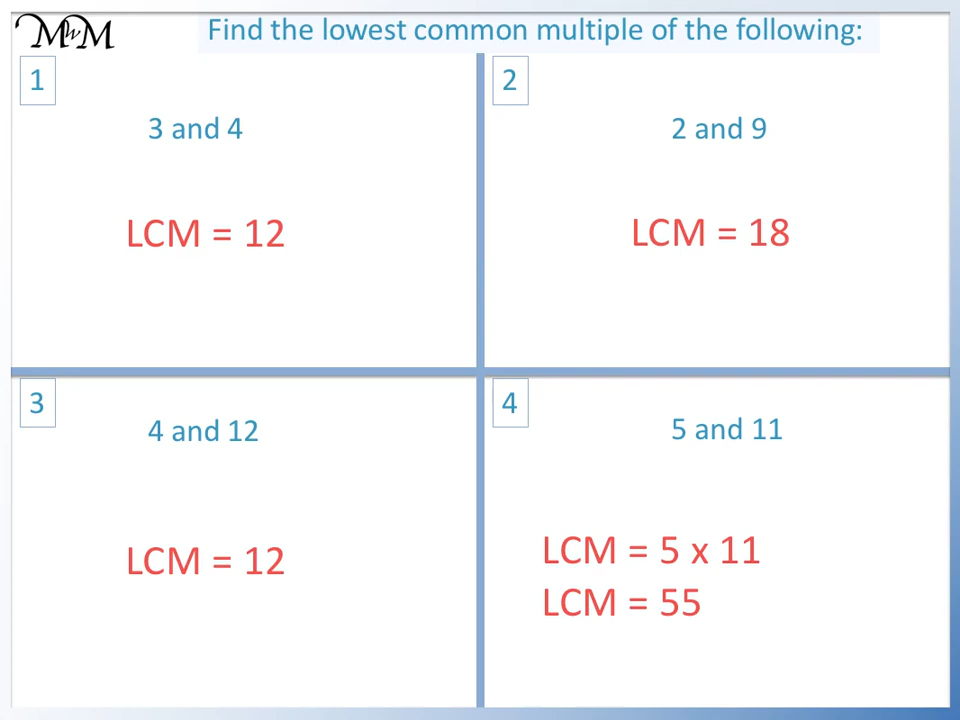 MwM
Find the lowest common multiple of the following:
1
3 and 4
LCM = 12
2
2 and 9
LCM = 18
3
4 and 12
LCM = 12
4
5 and 11
LCM = 5 x 11
LCM = 55